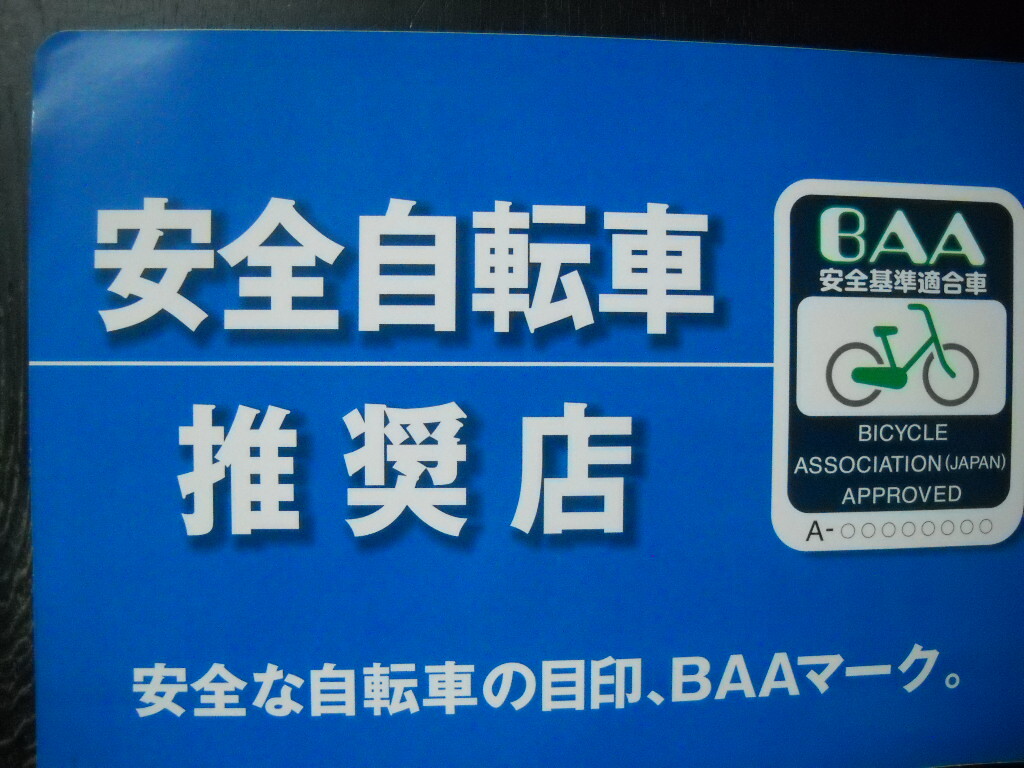 安全自転車
推奨店
BAA
安全基準適合車
BICYCLE
ASSOCIATION(JAPAN)
APPROVED
A-○○○○○○○○
安全な自転車の目印、BAAマーク。